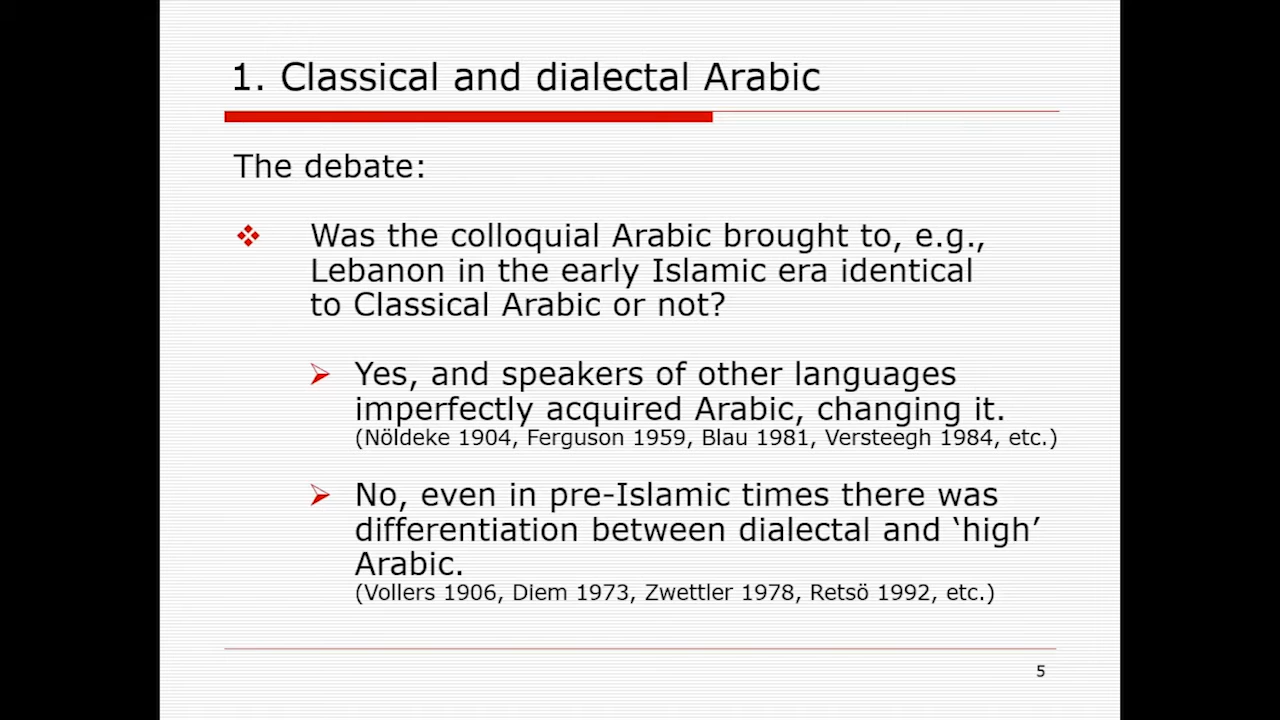 1. Classical and dialectal Arabic
The debate:
Was the colloquial Arabic brought to, e.g.,
Lebanon in the early Islamic era identical
to Classical Arabic or not?
Yes, and speakers of other languages
imperfectly acquired Arabic, changing it.
(Nöldeke 1904, Ferguson 1959, Blau 1981, Versteegh 1984, etc.)
No, even in pre-Islamic times there was
differentiation between dialectal and ‘high’
Arabic.
(Vollers 1906, Diem 1973, Zwettler 1978, Retsö 1992, etc.)
5